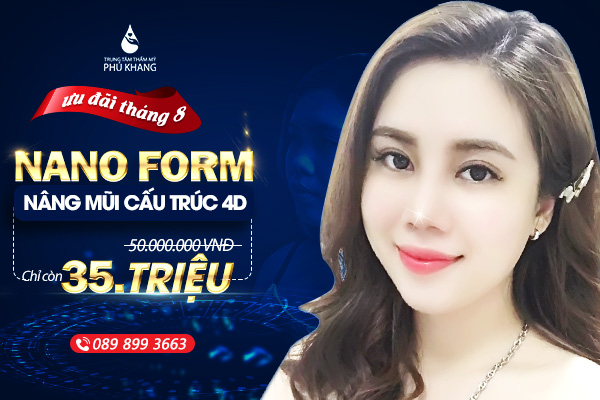 TRUNG TÂM THẨM MỸ
PHÚ KHANG
ưu đãi tháng 8
NANO FORM
NÂNG MŨI CẤU TRÚC 4D
50.000.000 VNĐ
Chỉ còn 35.TRIỆU
089 899 3663